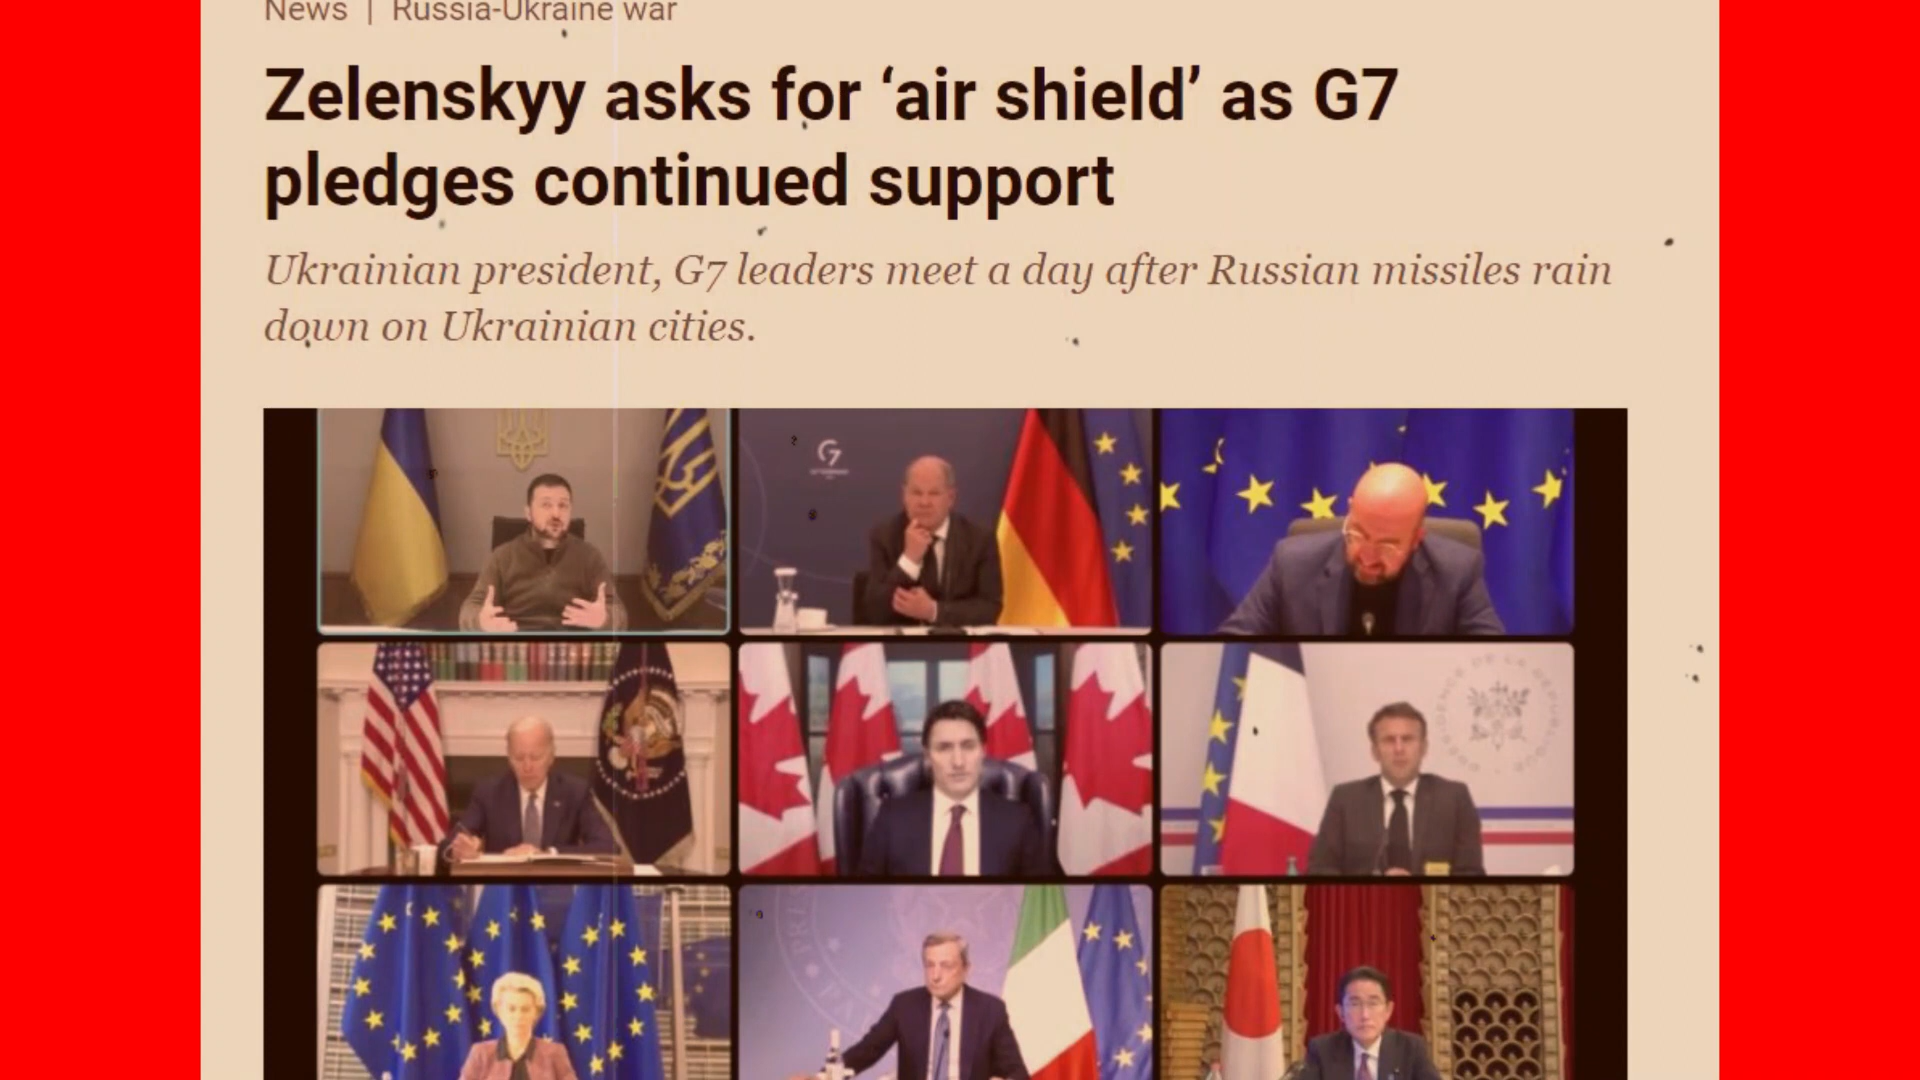 News | Russia-Ukraine war
Zelenskyy asks for ‘air shield’ as G7
pledges continued support
Ukrainian president, G7 leaders meet a day after Russian missiles rain
down on Ukrainian cities.
G7